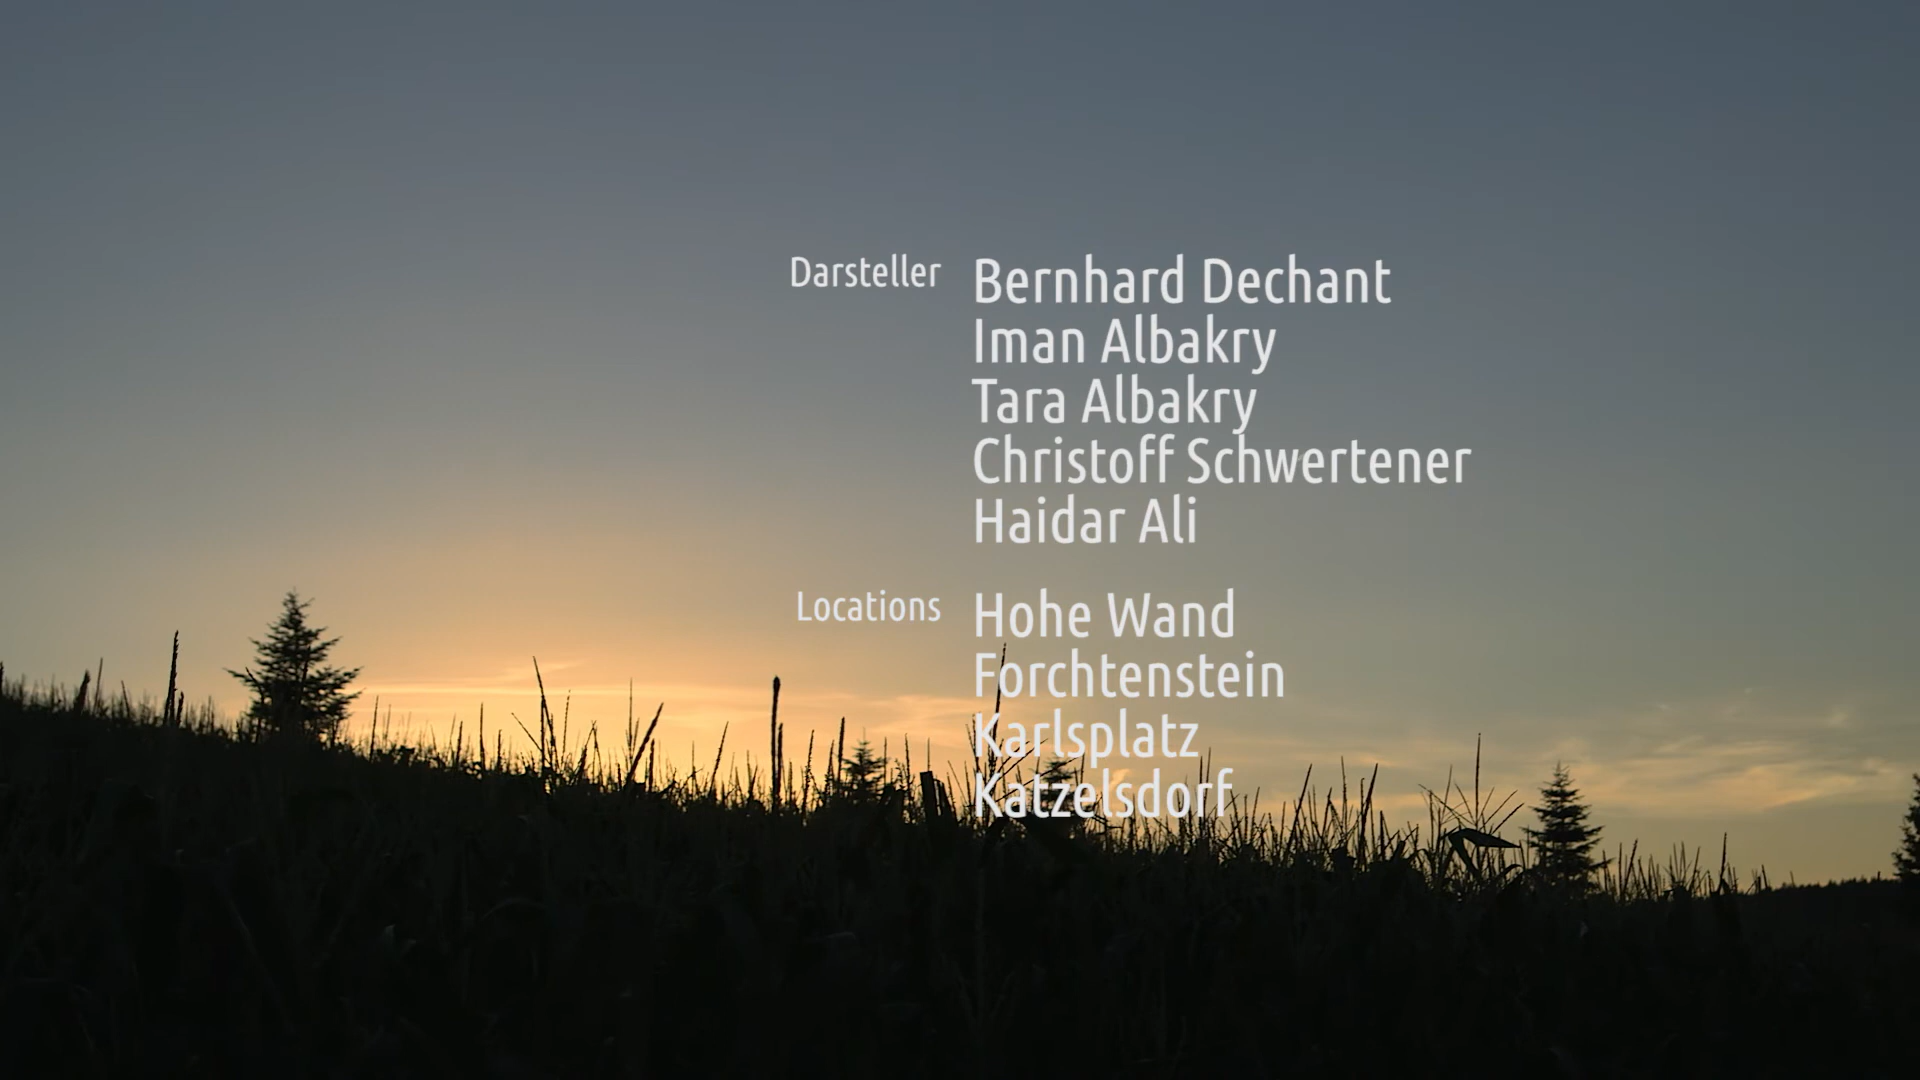 Darsteller Bernhard Dechant
Iman Albakry
Tara Albakry
Christoff Schwertener
Haidar Ali
Locations Hohe Wand
Forchtenstein
Karlsplatz
Katzelsdorf